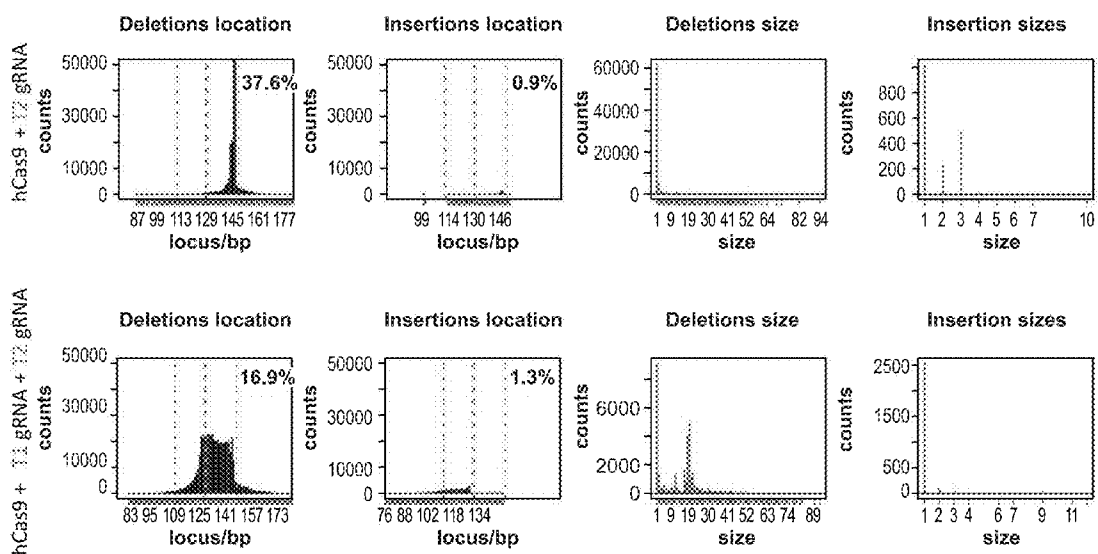 Deletions location
Insertions location
Deletions size
Insertion sizes
hCas9 + T2 gRNA
counts
50000
30000
10000
0
37.6%
87 99 113 129 145 161 177
locus/bp
counts
50000
30000
10000
0
0.9%
99 114 130 146
locus/bp
counts
60000
40000
20000
0
1 9 19 30 41 52 64 82 94
size
counts
800
600
400
200
0
1 2 3 4 5 6 7 10
size
Deletions location
Insertions location
Deletions size
Insertion sizes
hCas9 + T1 gRNA + T2 gRNA
counts
50000
30000
10000
0
16.9%
83 95 109 125 141 157 173
locus/bp
counts
50000
30000
10000
0
1.3%
76 88 102 118 134
locus/bp
counts
6000
2000
0
1 9 19 30 41 52 63 74 89
size
counts
2500
1500
500
0
1 2 3 4 6 7 9 11
size